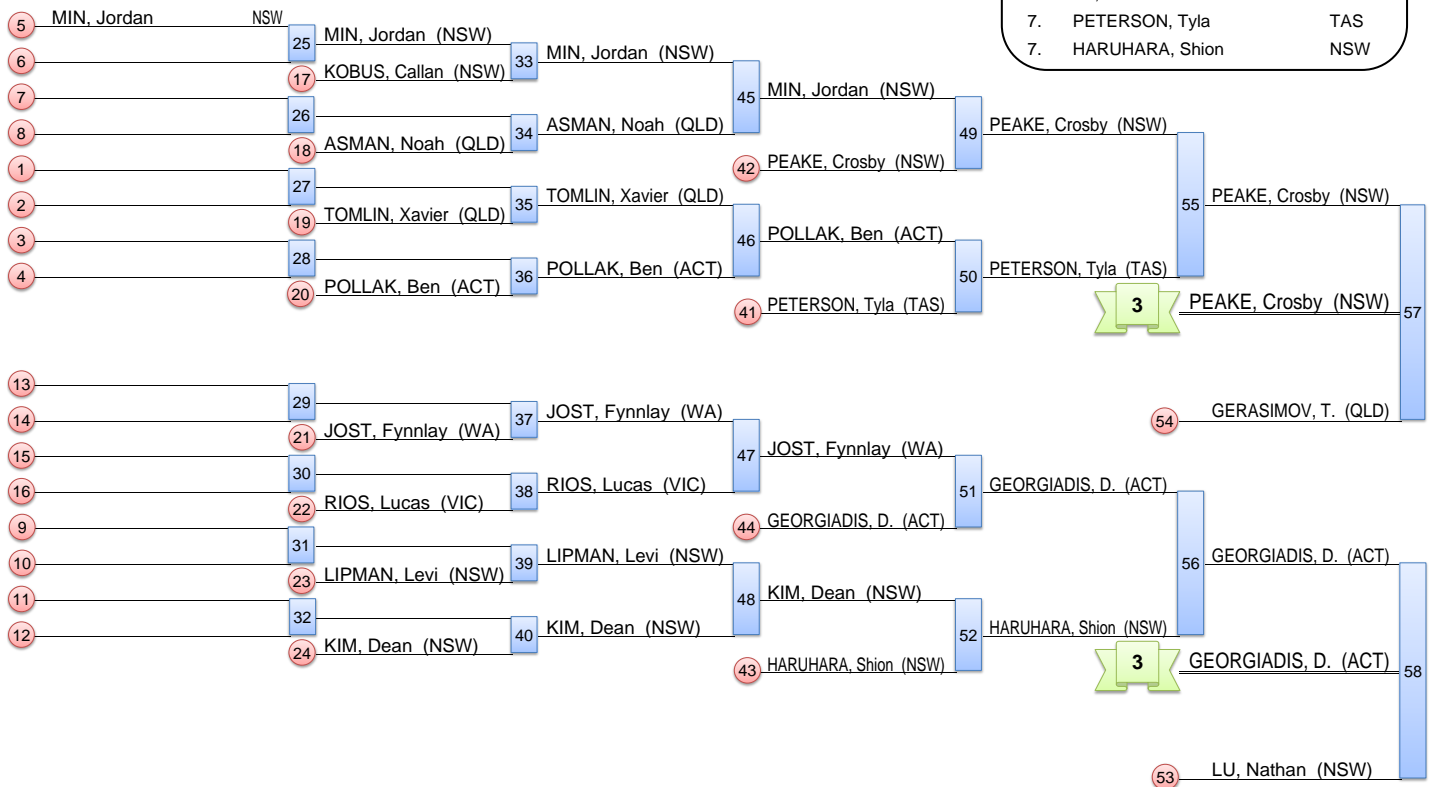 7. PETERSON, Tyla TAS
7. HARUHARA, Shion NSW
5 MIN, Jordan NSW
25 MIN, Jordan (NSW)
33 MIN, Jordan (NSW)
6
17 KOBUS, Callan (NSW)
45 MIN, Jordan (NSW)
7
26
34 ASMAN, Noah (QLD)
49 PEAKE, Crosby (NSW)
8
18 ASMAN, Noah (QLD)
42 PEAKE, Crosby (NSW)
1
27
35 TOMLIN, Xavier (QLD)
55 PEAKE, Crosby (NSW)
2
19 TOMLIN, Xavier (QLD)
46 POLLAK, Ben (ACT)
3
28
36 POLLAK, Ben (ACT)
50 PETERSON, Tyla (TAS)
4
20 POLLAK, Ben (ACT)
41 PETERSON, Tyla (TAS)
3 PEAKE, Crosby (NSW) 57
13
29
37 JOST, Fynnlay (WA)
54 GERASIMOV, T. (QLD)
14
21 JOST, Fynnlay (WA)
47 JOST, Fynnlay (WA)
15
30
38 RIOS, Lucas (VIC)
51 GEORGIADIS, D. (ACT)
16
22 RIOS, Lucas (VIC)
44 GEORGIADIS, D. (ACT)
9
31
39 LIPMAN, Levi (NSW)
56 GEORGIADIS, D. (ACT)
10
23 LIPMAN, Levi (NSW)
48 KIM, Dean (NSW)
11
32
40 KIM, Dean (NSW)
52 HARUHARA, Shion (NSW)
12
24 KIM, Dean (NSW)
43 HARUHARA, Shion (NSW)
3 GEORGIADIS, D. (ACT) 58
53 LU, Nathan (NSW)